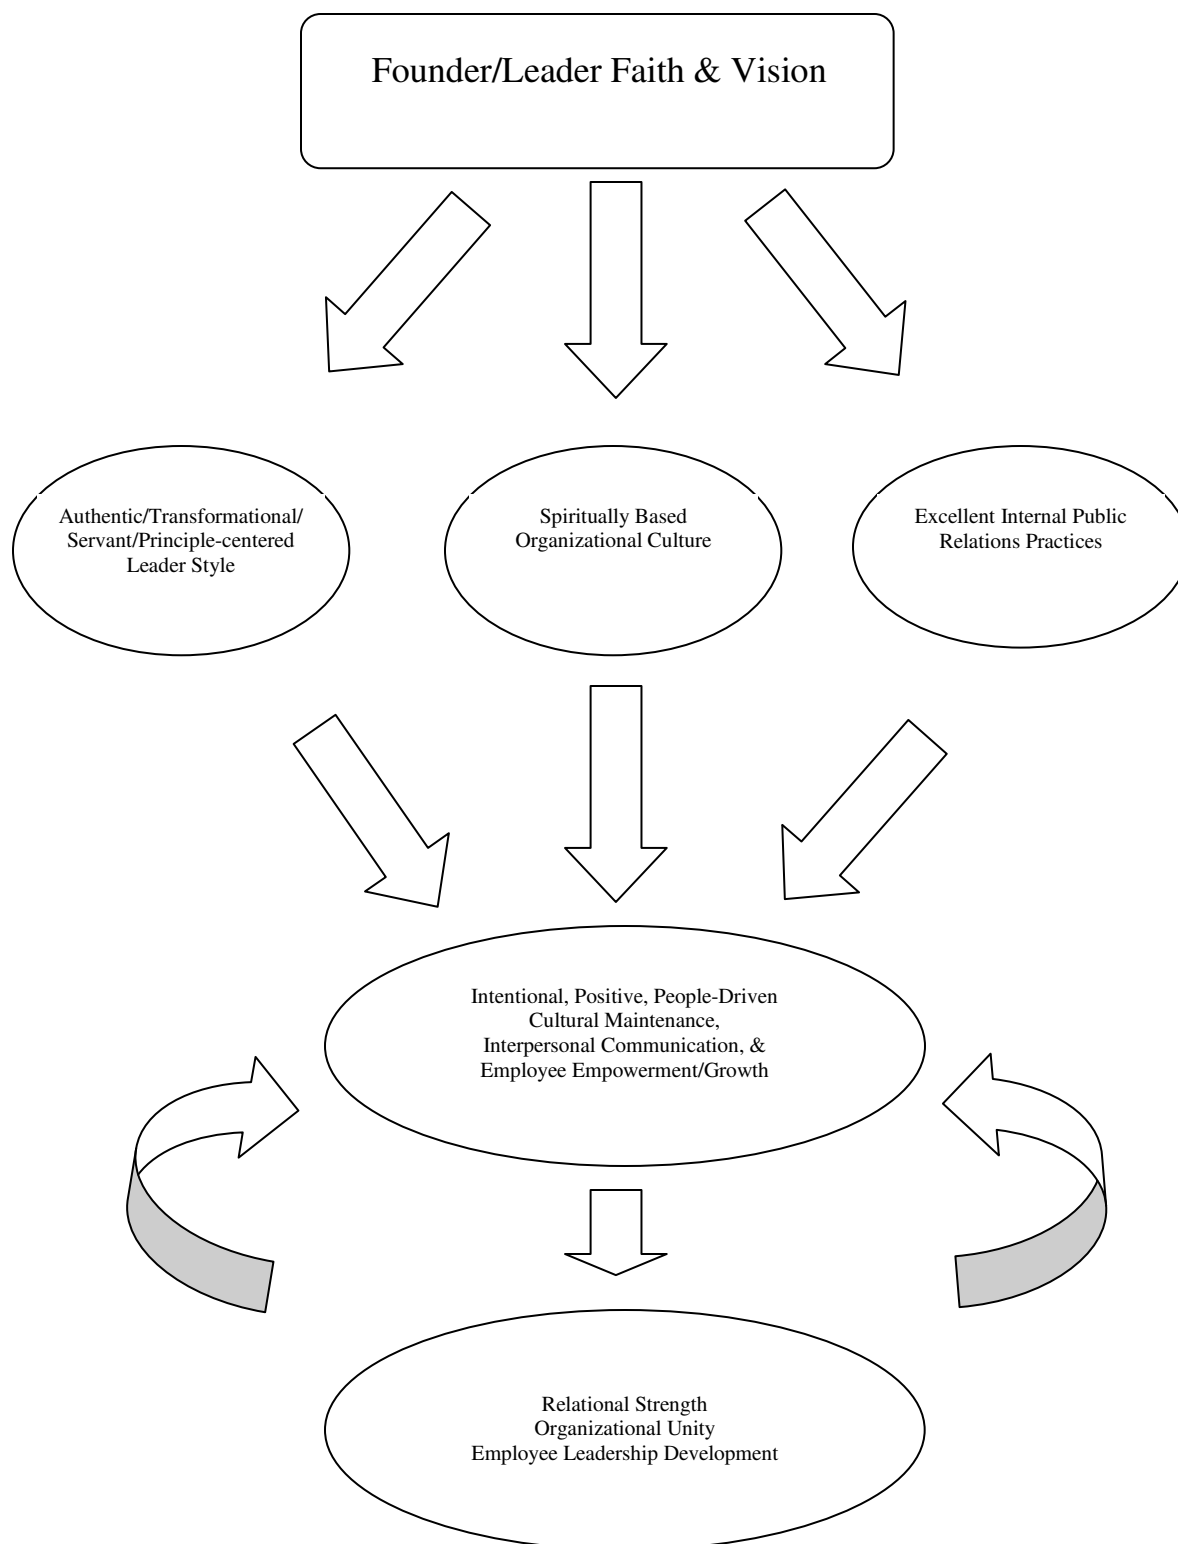 Founder/Leader Faith & Vision
Authentic/Transformational/
Servant/Principle-centered
Leader Style
Spiritually Based
Organizational Culture
Excellent Internal Public
Relations Practices
Intentional, Positive, People-Driven
Cultural Maintenance,
Interpersonal Communication, &
Employee Empowerment/Growth
Relational Strength
Organizational Unity
Employee Leadership Development